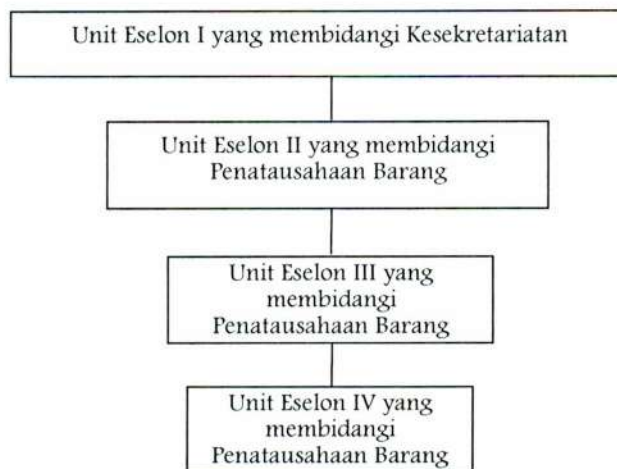 Unit Eselon I yang membidangi Kesekretariatan
Unit Eselon II yang membidangi
Penatausahaan Barang
Unit Eselon III yang
membidangi
Penatausahaan Barang
Unit Eselon IV yang
membidangi
Penatausahaan Barang